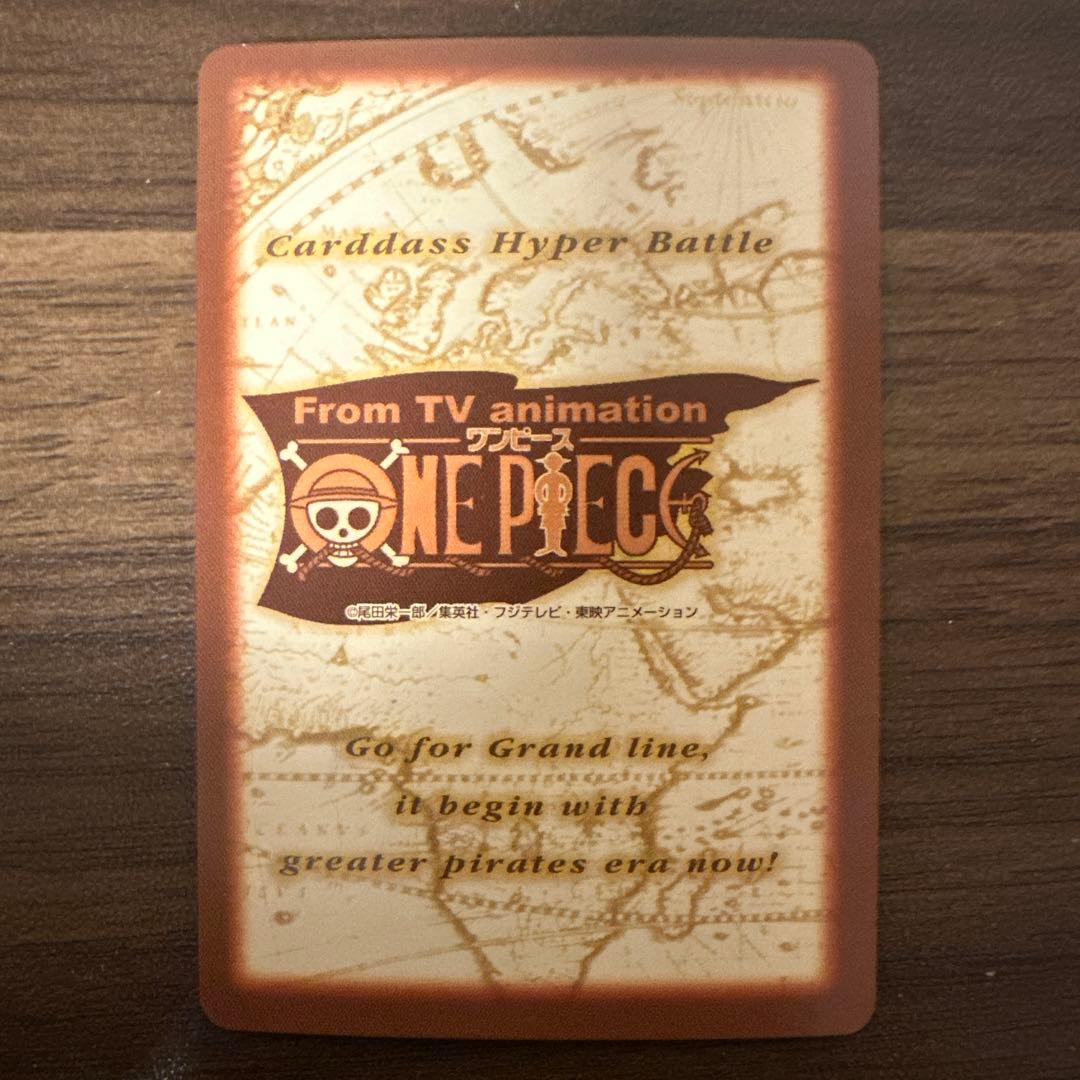 Carddass Hyper Battle
From TV animation
ワンピース
ONE PIECE
©尾田栄一郎／集英社・フジテレビ・東映アニメーション
Go for Grand line,
it begin with
greater pirates era now!